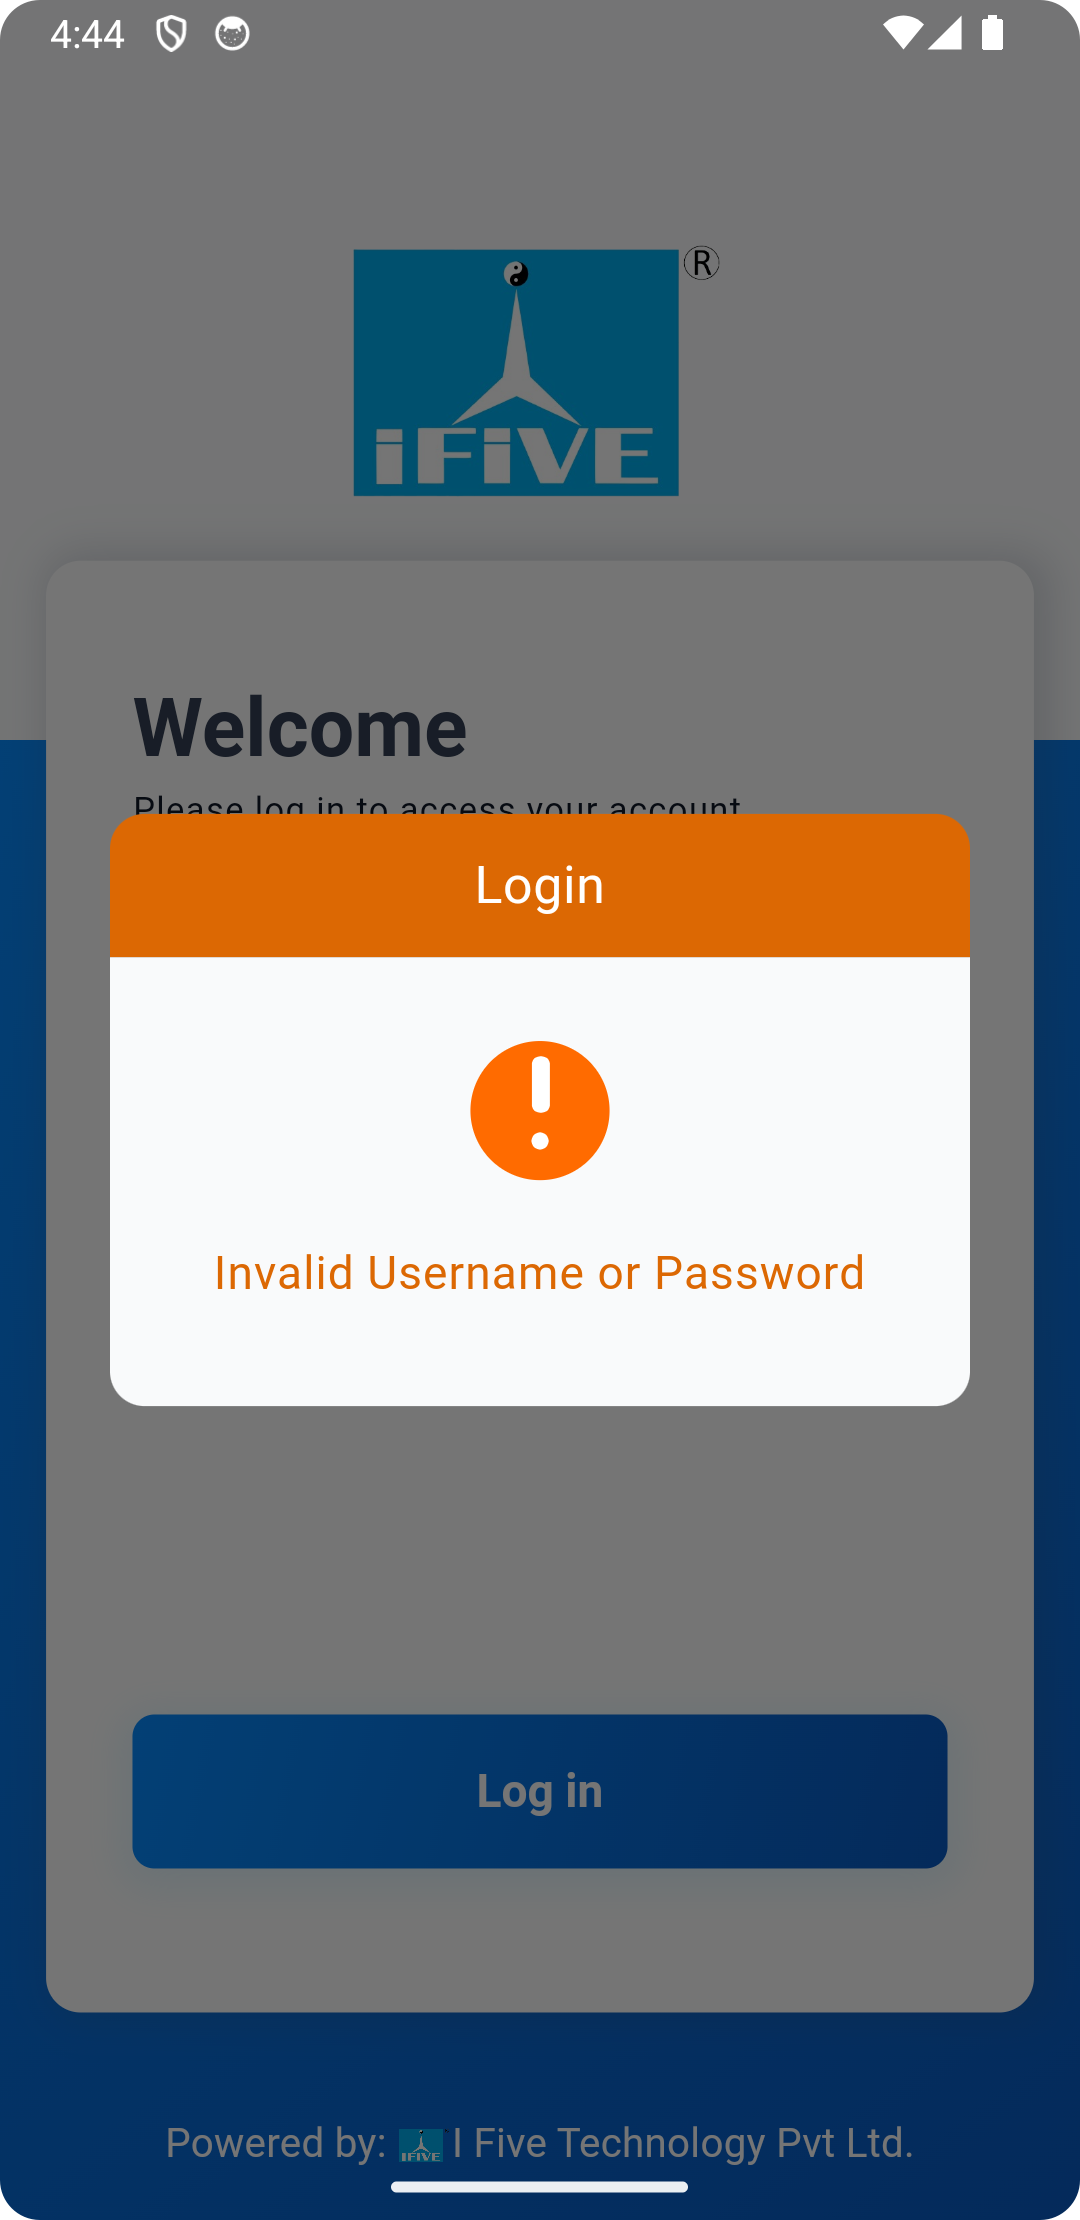 4:44
®
iFiVE
Welcome
Please log in to access your account
Login
Invalid Username or Password
Log in
Powered by: iFiVE I Five Technology Pvt Ltd.